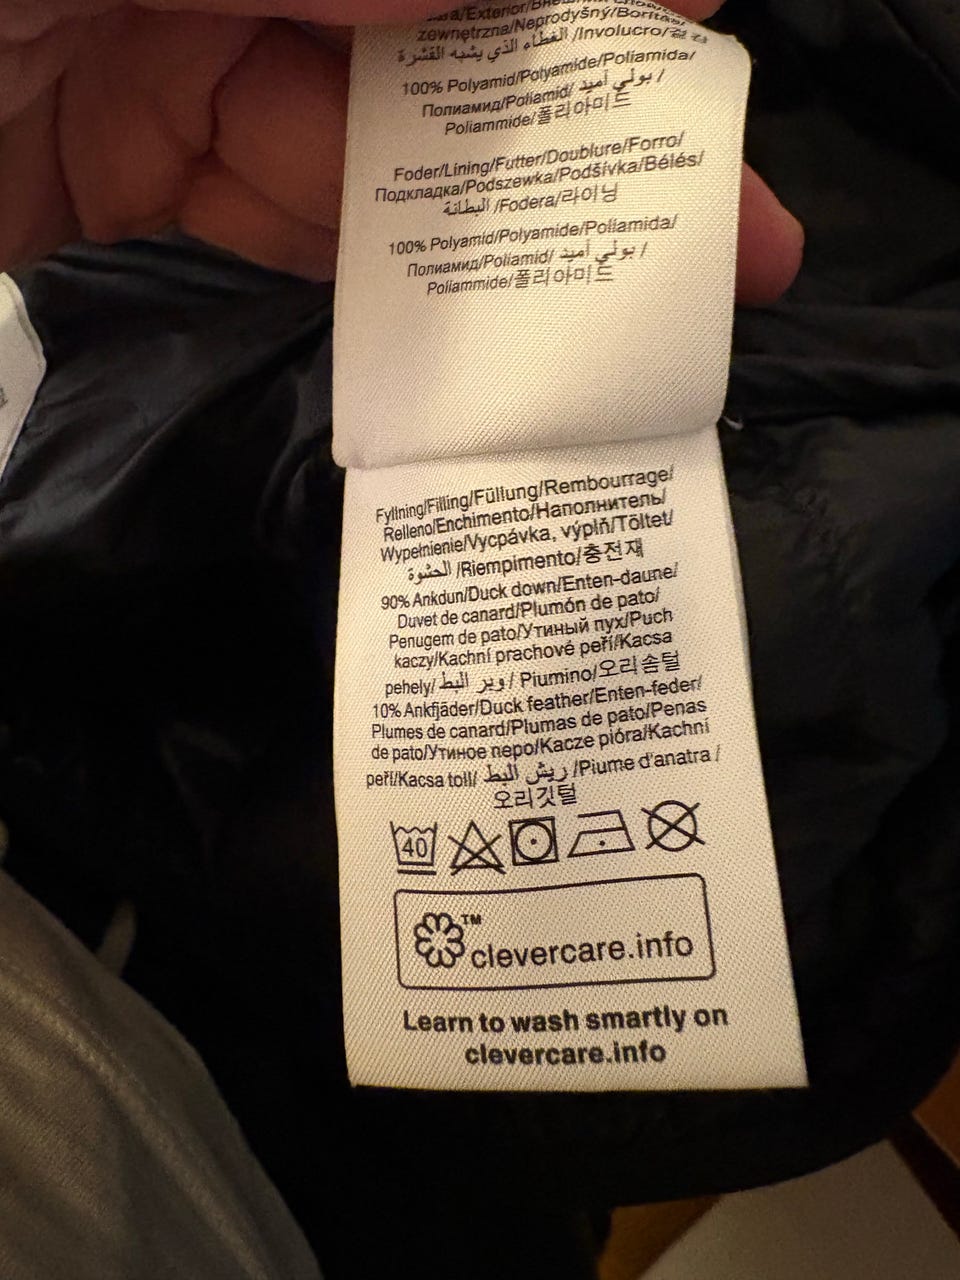 /Exterior/
zewnętrzna/Neprodyšný/Borítás/
الغطاء الذي يشبه القشرة /Involucro/겉감
100% Polyamid/Polyamide/Poliamida/
Полиамид/Poliamid/ بولي أميد /
Poliammide/폴리아미드
Foder/Lining/Futter/Doublure/Forro/
Подкладка/Podszewka/Podšívka/Bélés/
البطانة /Fodera/라이닝
100% Polyamid/Polyamide/Poliamida/
Полиамид/Poliamid/ بولي أميد /
Poliammide/폴리아미드
Fyllning/Filling/Füllung/Rembourrage/
Relleno/Enchimento/Наполнитель/
Wypełnienie/Vycpávka, výplň/Töltet/
الحشوة /Riempimento/충전재
90% Ankdun/Duck down/Enten-daune/
Duvet de canard/Plumón de pato/
Penugem de pato/Утиный пух/Puch
kaczy/Kachní prachové peří/Kacsa
pehely/ وبر البط / Piumino/오리솜털
10% Ankfjäder/Duck feather/Enten-feder/
Plumes de canard/Plumas de pato/Penas
de pato/Утиное перо/Kacze pióra/Kachní
peří/Kacsa toll/ ريش البط /Piume d'anatra /
오리깃털
40
TM
clevercare.info
Learn to wash smartly on
clevercare.info